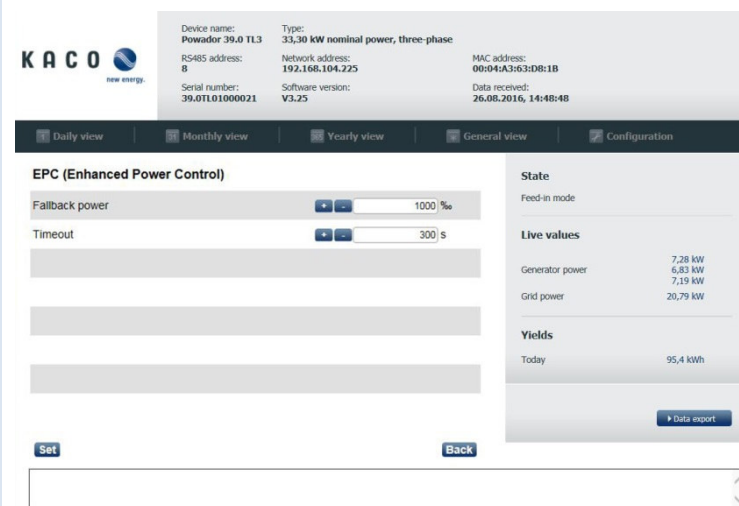 KACO
new energy.
Device name:
Powador 39.0 TL3
Type:
33,30 kW nominal power, three-phase
RS485 address:
8
Network address:
192.168.104.225
MAC address:
00:04:A3:63:D8:1B
Serial number:
39.0TL01000021
Software version:
V3.25
Data received:
26.08.2016, 14:48:48
Daily view
Monthly view
Yearly view
General view
Configuration
EPC (Enhanced Power Control)
Fallback power + - 1000 ‰
Timeout + - 300 s
Set
Back
State
Feed-in mode
Live values
Generator power
7,28 kW
6,83 kW
7,19 kW
Grid power 20,79 kW
Yields
Today 95,4 kWh
Data export